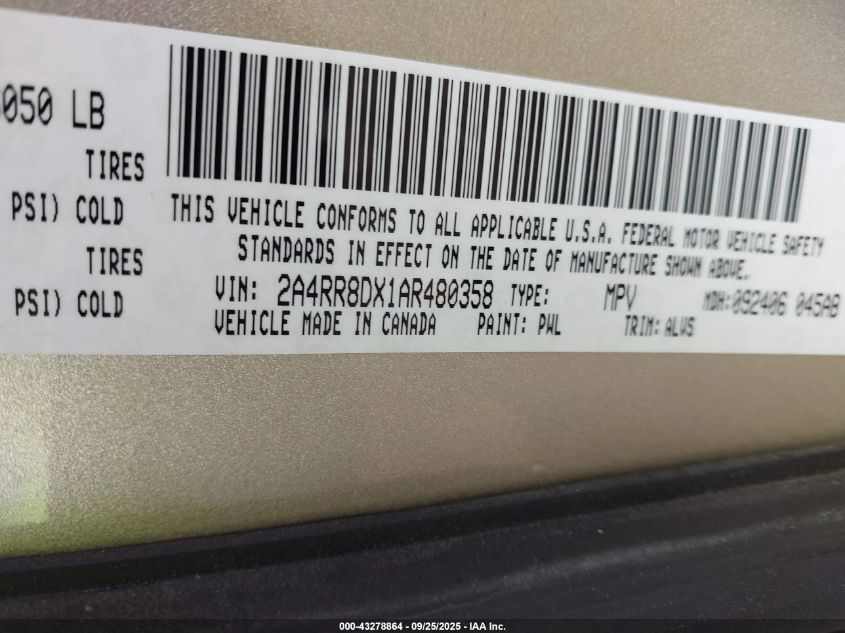 050 LB
TIRES
PSI) COLD
TIRES
PSI) COLD
THIS VEHICLE CONFORMS TO ALL APPLICABLE U.S.A. FEDERAL MOTOR VEHICLE SAFETY
STANDARDS IN EFFECT ON THE DATE OF MANUFACTURE SHOWN ABOVE.
VIN: 2A4RR8DX1AR480358 TYPE: MPV MDH:092406 045AB
VEHICLE MADE IN CANADA PAINT: PWL TRIM: ALVS
000-43278864 - 09/25/2025 - IAA Inc.